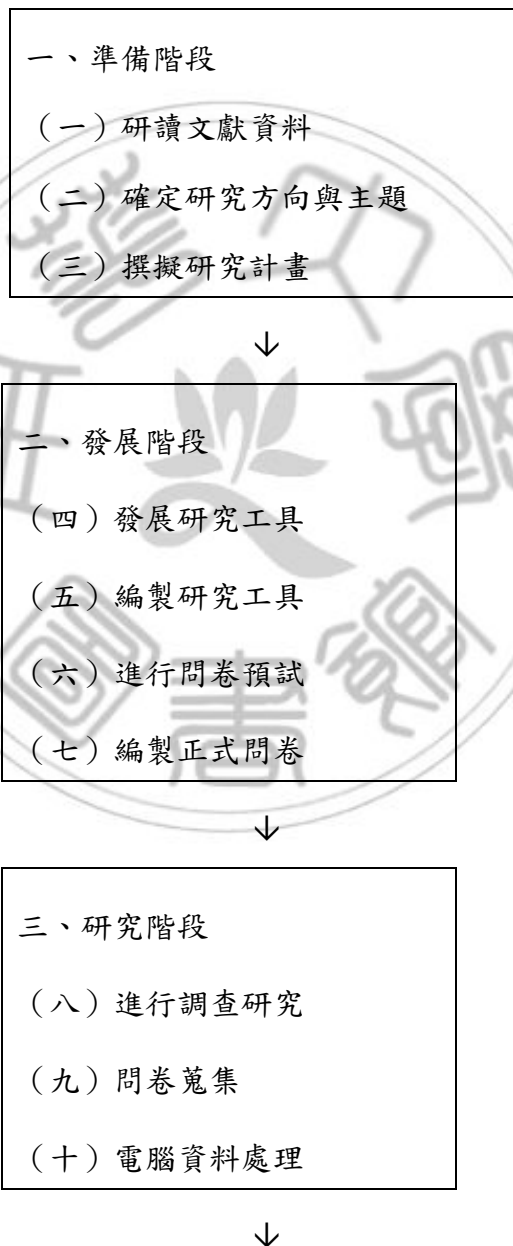 一、準備階段
（一）研讀文獻資料
（二）確定研究方向與主題
（三）撰擬研究計畫
↓
二、發展階段
（四）發展研究工具
（五）編製研究工具
（六）進行問卷預試
（七）編製正式問卷
↓
三、研究階段
（八）進行調查研究
（九）問卷蒐集
（十）電腦資料處理
↓